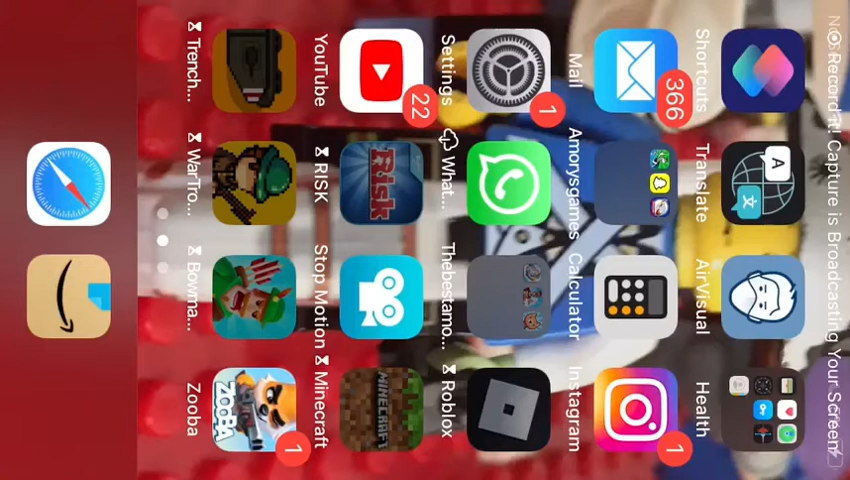 Record it! Capture is Broadcasting Your Screen
A 文
Shortcuts Translate AirVisual Health
366 1
Mail Amorysgames Calculator Instagram
1
Settings What... Thebestamo... Roblox
22 Risk MINECRAFT
YouTube RISK Stop Motion Minecraft
ZOOBA 1
Trench... WarTro... Bowma... Zooba